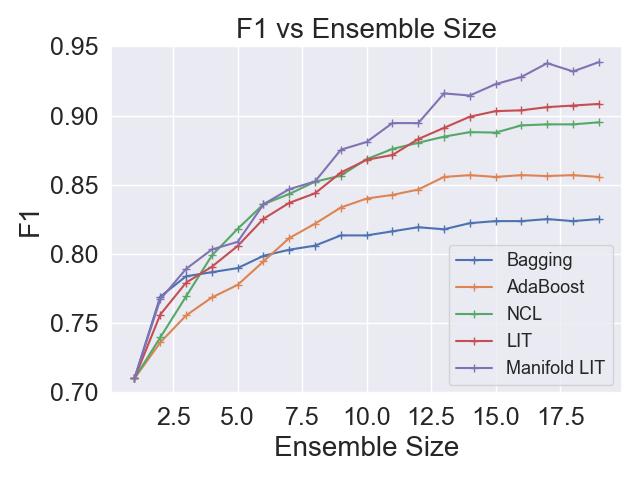 F1 vs Ensemble Size
0.95
0.90
0.85
0.80
0.75
0.70
F1
2.5 5.0 7.5 10.0 12.5 15.0 17.5
Ensemble Size
Bagging
AdaBoost
NCL
LIT
Manifold LIT